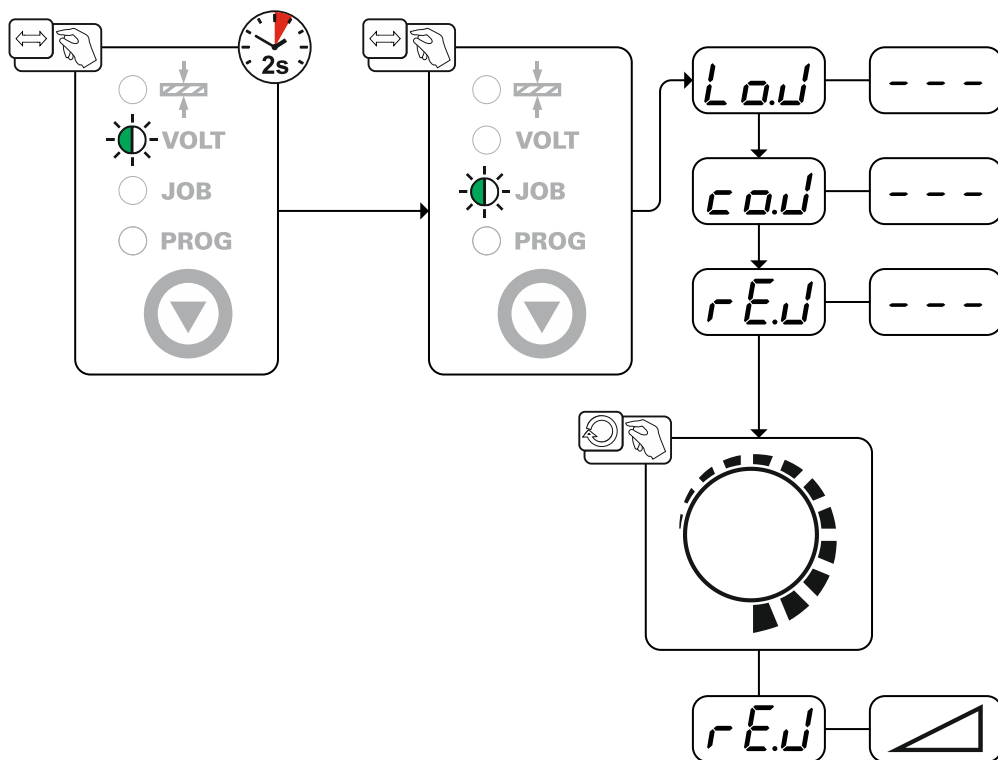 2s
VOLT
JOB
PROG
VOLT
JOB
PROG
Lo.J
- - -
co.J
- - -
rE.J
- - -
rE.J